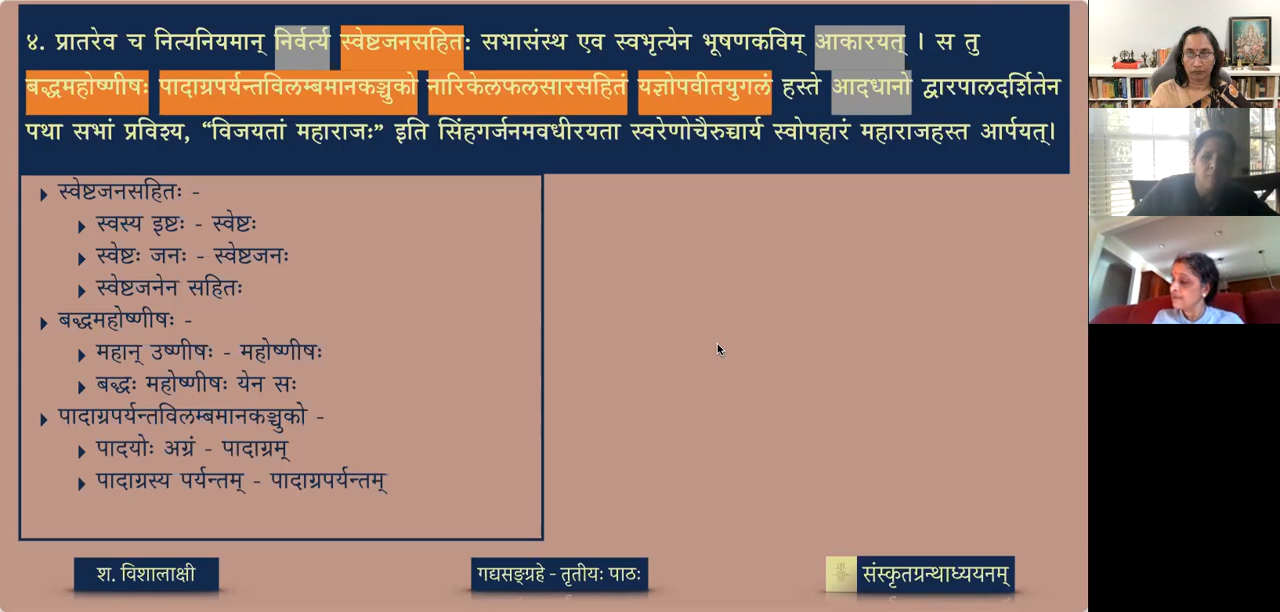 ४. प्रातरेव च नित्यनियमान् निर्वर्त्य स्वेष्टजनसहितः सभासंस्थ एव स्वभृत्येन भूषणकविम् आकारयत् । स तु
बद्धमहोष्णीषः पादाग्रपर्यन्तविलम्बमानकञ्चुको नारिकेलफलसारसहितं यज्ञोपवीतयुगलं हस्ते आदधानो द्वारपालदर्शितेन
पथा सभां प्रविश्य, “विजयतां महाराजः” इति सिंहगर्जनमवधीरयता स्वरेणोचैरुच्चार्य स्वोपहारं महाराजहस्त आर्पयत्।
स्वेष्टजनसहितः -
स्वस्य इष्टः - स्वेष्टः
स्वेष्टः जनः - स्वेष्टजनः
स्वेष्टजनेन सहितः
बद्धमहोष्णीषः -
महान् उष्णीषः - महोष्णीषः
बद्धः महोष्णीषः येन सः
पादाग्रपर्यन्तविलम्बमानकञ्चुको -
पादयोः अग्रं - पादाग्रम्
पादाग्रस्य पर्यन्तम् - पादाग्रपर्यन्तम्
श. विशालाक्षी
गद्यसङ्ग्रहे - तृतीयः पाठः
संस्कृतग्रन्थाध्ययनम्